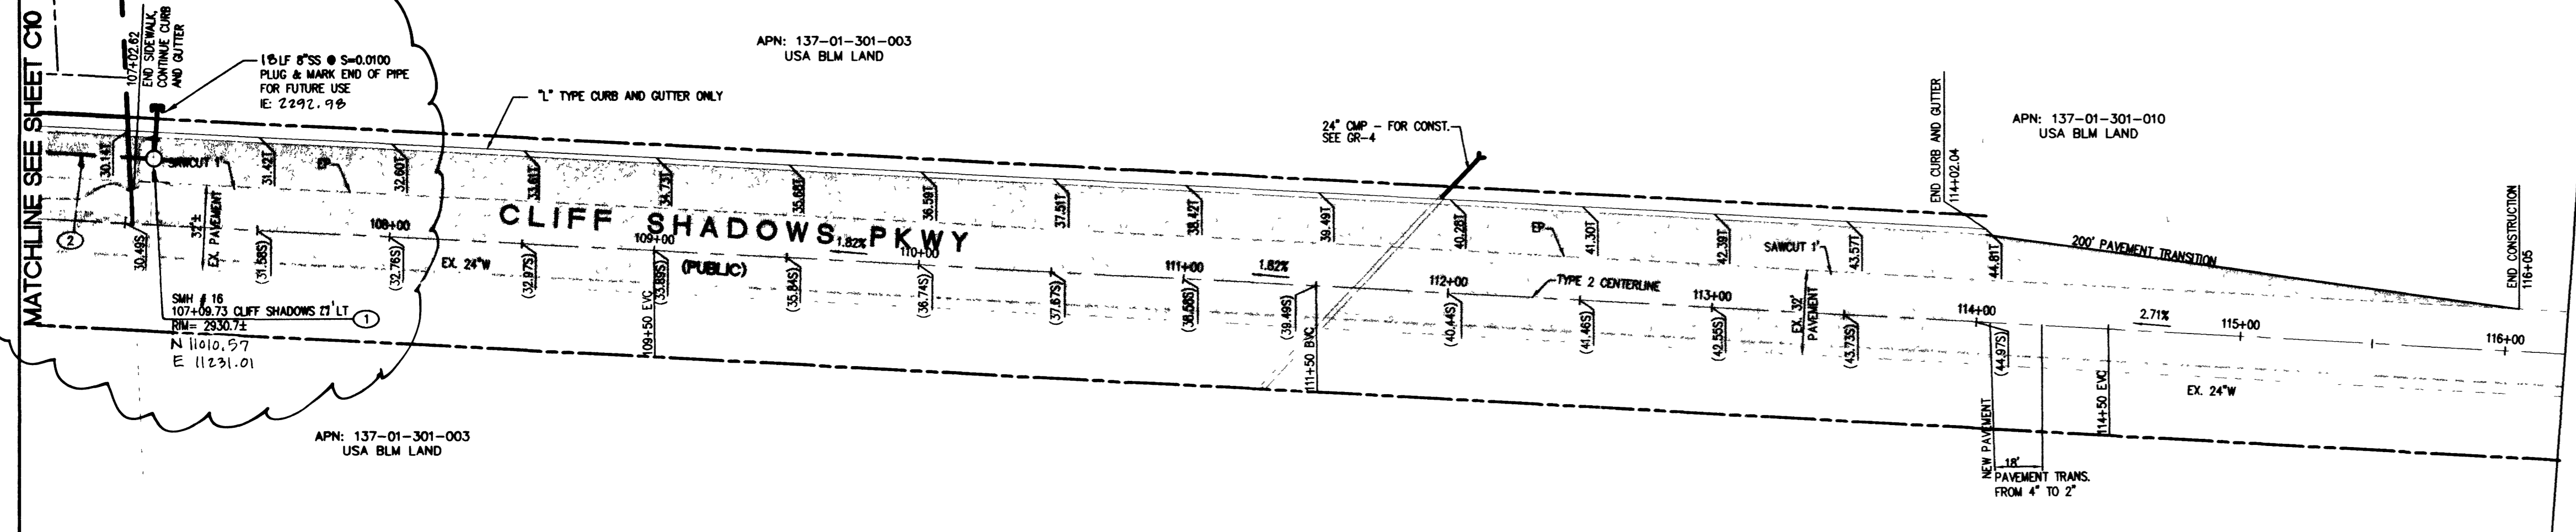 MATCHLINE SEE SHEET C10
107+02.62
END SIDEWALK,
CONTINUE CURB
AND GUTTER
18 LF 8"SS @ S=0.0100
PLUG & MARK END OF PIPE
FOR FUTURE USE
IE: 2292.98
APN: 137-01-301-003
USA BLM LAND
"L" TYPE CURB AND GUTTER ONLY
24" CMP - FOR CONST.
SEE GR-4
END CURB AND GUTTER
114+02.04
APN: 137-01-301-010
USA BLM LAND
200' PAVEMENT TRANSITION
END CONSTRUCTION
116+05
30.14T
SAWCUT 1'
31.42T
EP
32.60T
33.61T
34.73T
35.68T
36.59T
37.51T
38.42T
39.49T
40.28T
EP
41.30T
42.39T
SAWCUT 1'
43.57T
44.81T
2
30.49S
32'±
EX. PAVEMENT
(31.58S)
108+00
(32.76S)
EX. 24"W
CLIFF SHADOWS PKWY
(PUBLIC)
(32.97S)
109+00
(33.89S)
109+50 EVC
1.82%
(35.84S)
110+00
(36.74S)
(37.67S)
111+00
(38.58S)
1.62%
(39.49S)
111+50 BVC
112+00
(40.44S)
TYPE 2 CENTERLINE
(41.46S)
113+00
(42.55S)
EX. 32'
PAVEMENT
(43.73S)
114+00
(44.97S)
2.71%
115+00
116+00
114+50 EVC
EX. 24"W
NEW PAVEMENT
18'
PAVEMENT TRANS.
FROM 4" TO 2"
SMH # 16
107+09.73 CLIFF SHADOWS 27' LT
RIM= 2930.7±
N 11010.57
E 11231.01
1
APN: 137-01-301-003
USA BLM LAND